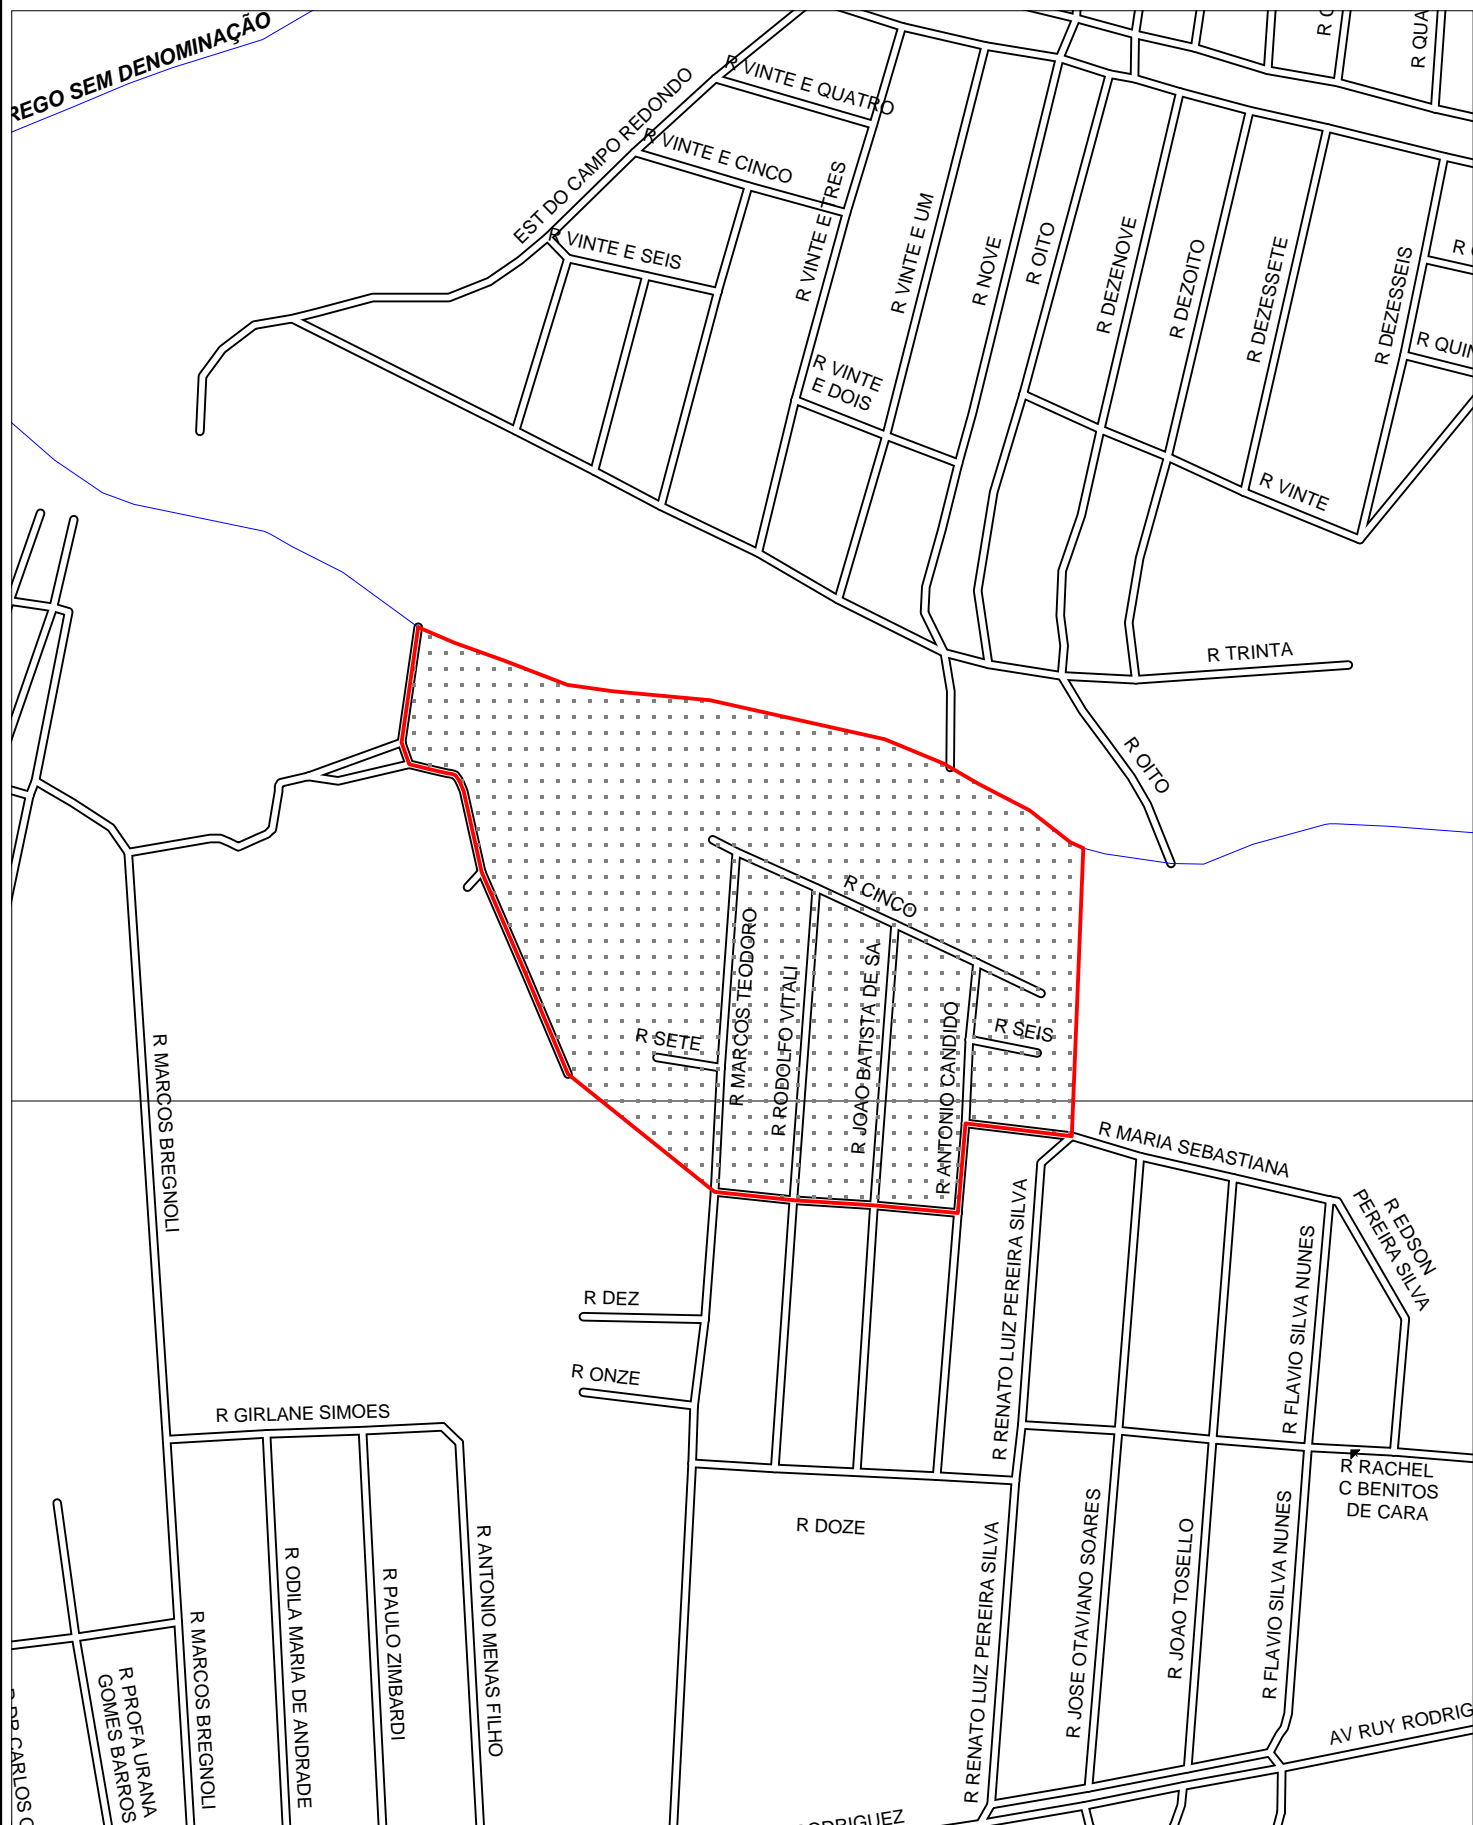 REGO SEM DENOMINAÇÃO
EST DO CAMPO REDONDO
R VINTE E QUATRO
R VINTE E CINCO
R VINTE E SEIS
R VINTE E TRES
R VINTE E UM
R VINTE
E DOIS
R NOVE
R OITO
R DEZENOVE
R DEZOITO
R DEZESSETE
R DEZESSEIS
R QUA
R QUIN
R VINTE
R TRINTA
R OITO
R CINCO
R MARCOS TEODORO
R RODOLFO VITALI
R JOAO BATISTA DE SA
R ANTONIO CANDIDO
R SEIS
R SETE
R MARCOS BREGNOLI
R MARIA SEBASTIANA
R EDSON
PEREIRA SILVA
R RENATO LUIZ PEREIRA SILVA
R FLAVIO SILVA NUNES
R DEZ
R ONZE
R GIRLANE SIMOES
R RACHEL
C BENITOS
DE CARA
R DOZE
R ANTONIO MENAS FILHO
R ODILA MARIA DE ANDRADE
R PAULO ZIMBARDI
R MARCOS BREGNOLI
R PROFA URANA
GOMES BARROS
R DR CARLOS
R RENATO LUIZ PEREIRA SILVA
R JOSE OTAVIANO SOARES
R JOAO TOSELLO
R FLAVIO SILVA NUNES
AV RUY RODRIG
ODRIGUEZ